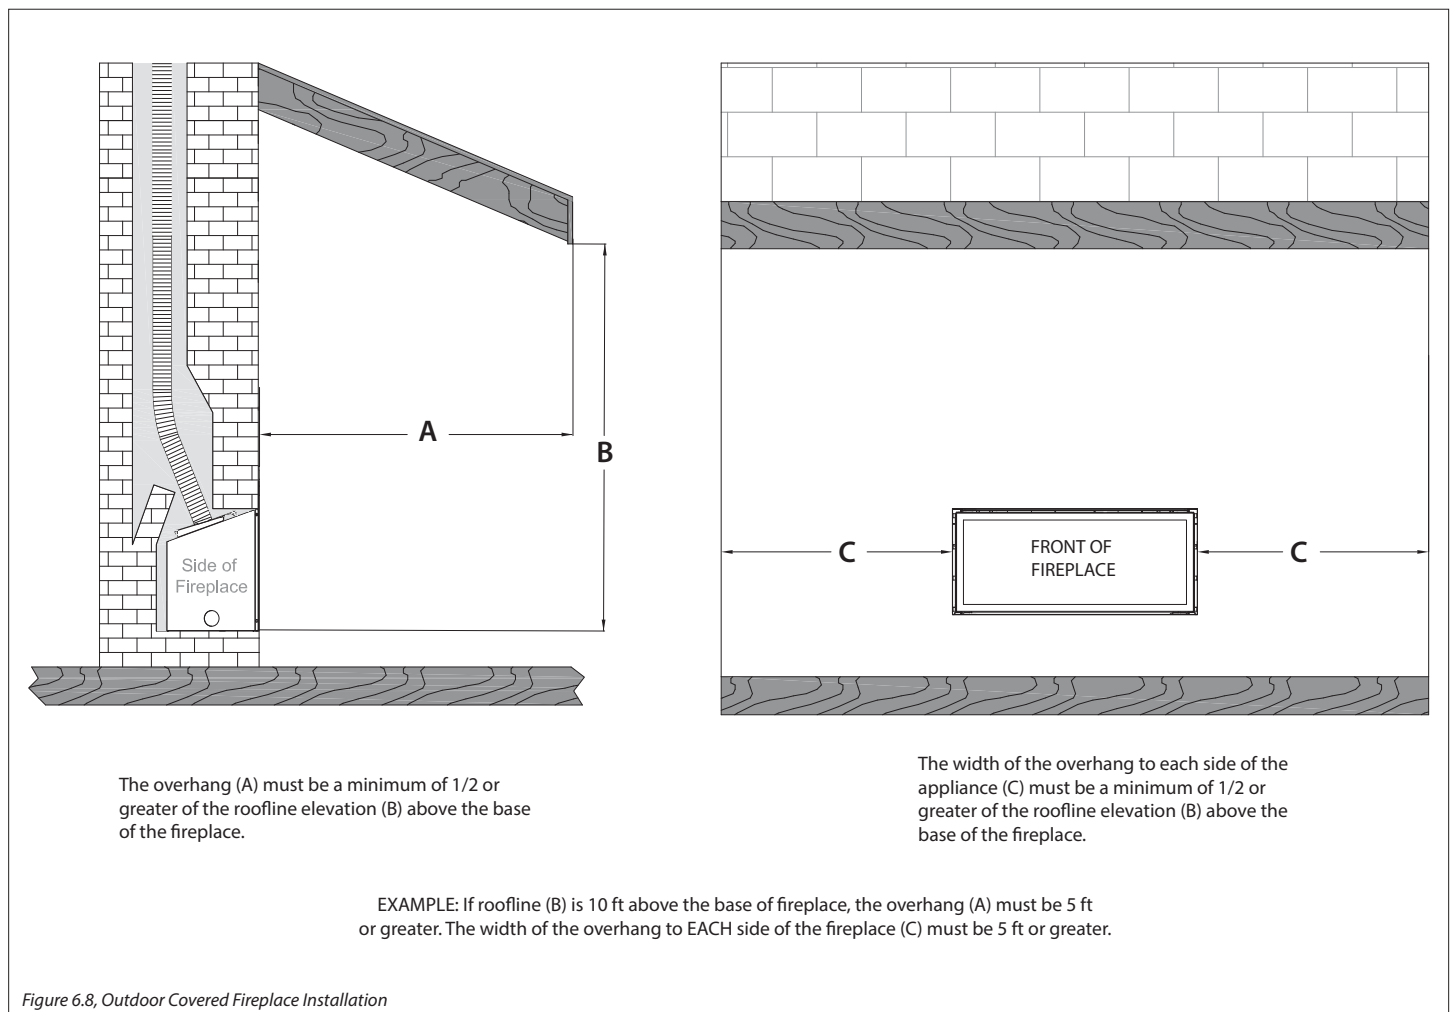 A
B
Side of
Fireplace
C
FRONT OF
FIREPLACE
C
The overhang (A) must be a minimum of 1/2 or
greater of the roofline elevation (B) above the base
of the fireplace.
The width of the overhang to each side of the
appliance (C) must be a minimum of 1/2 or
greater of the roofline elevation (B) above the
base of the fireplace.
EXAMPLE: If roofline (B) is 10 ft above the base of fireplace, the overhang (A) must be 5 ft
or greater. The width of the overhang to EACH side of the fireplace (C) must be 5 ft or greater.
Figure 6.8, Outdoor Covered Fireplace Installation